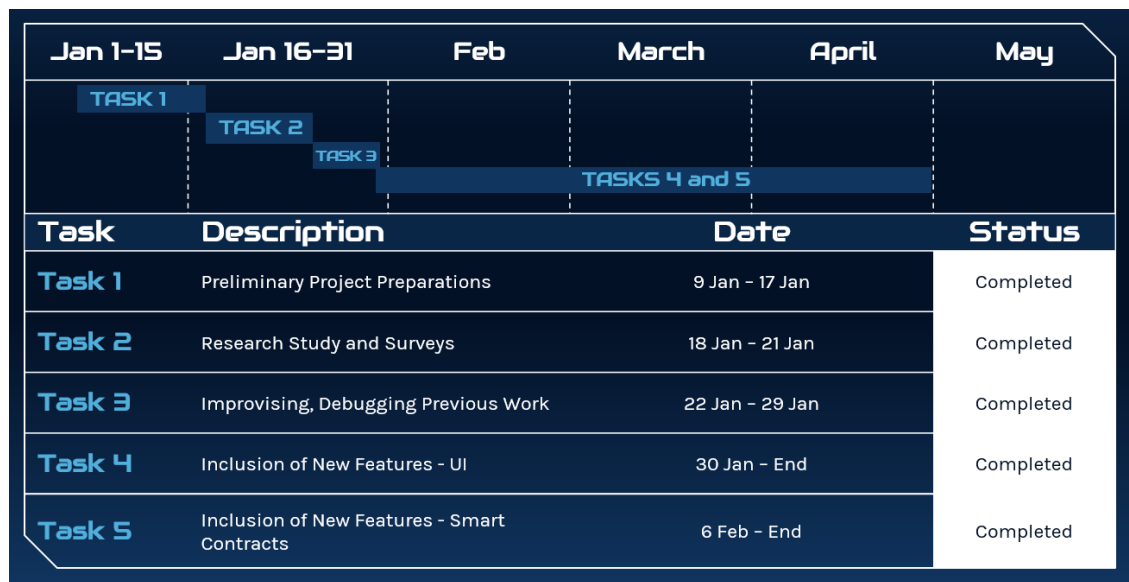 Jan 1-15 Jan 16-31 Feb March April May
TASK 1
TASK 2
TASK 3
TASKS 4 and 5
Task Description Date Status
Task 1 Preliminary Project Preparations 9 Jan – 17 Jan Completed
Task 2 Research Study and Surveys 18 Jan – 21 Jan Completed
Task 3 Improvising, Debugging Previous Work 22 Jan – 29 Jan Completed
Task 4 Inclusion of New Features - UI 30 Jan – End Completed
Task 5 Inclusion of New Features - Smart
Contracts 6 Feb – End Completed